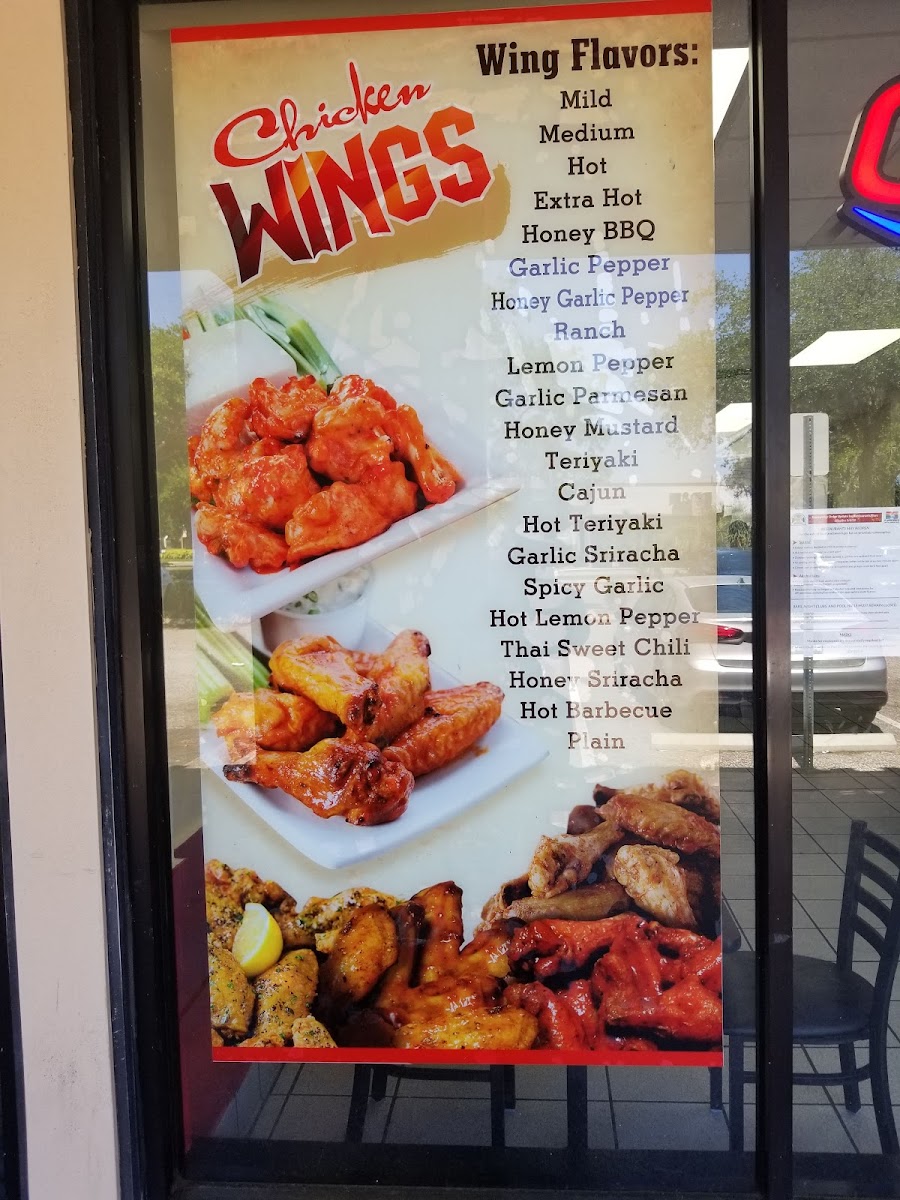 Chicken
WINGS
Wing Flavors:
Mild
Medium
Hot
Extra Hot
Honey BBQ
Garlic Pepper
Honey Garlic Pepper
Ranch
Lemon Pepper
Garlic Parmesan
Honey Mustard
Teriyaki
Cajun
Hot Teriyaki
Garlic Sriracha
Spicy Garlic
Hot Lemon Pepper
Thai Sweet Chili
Honey Sriracha
Hot Barbecue
Plain